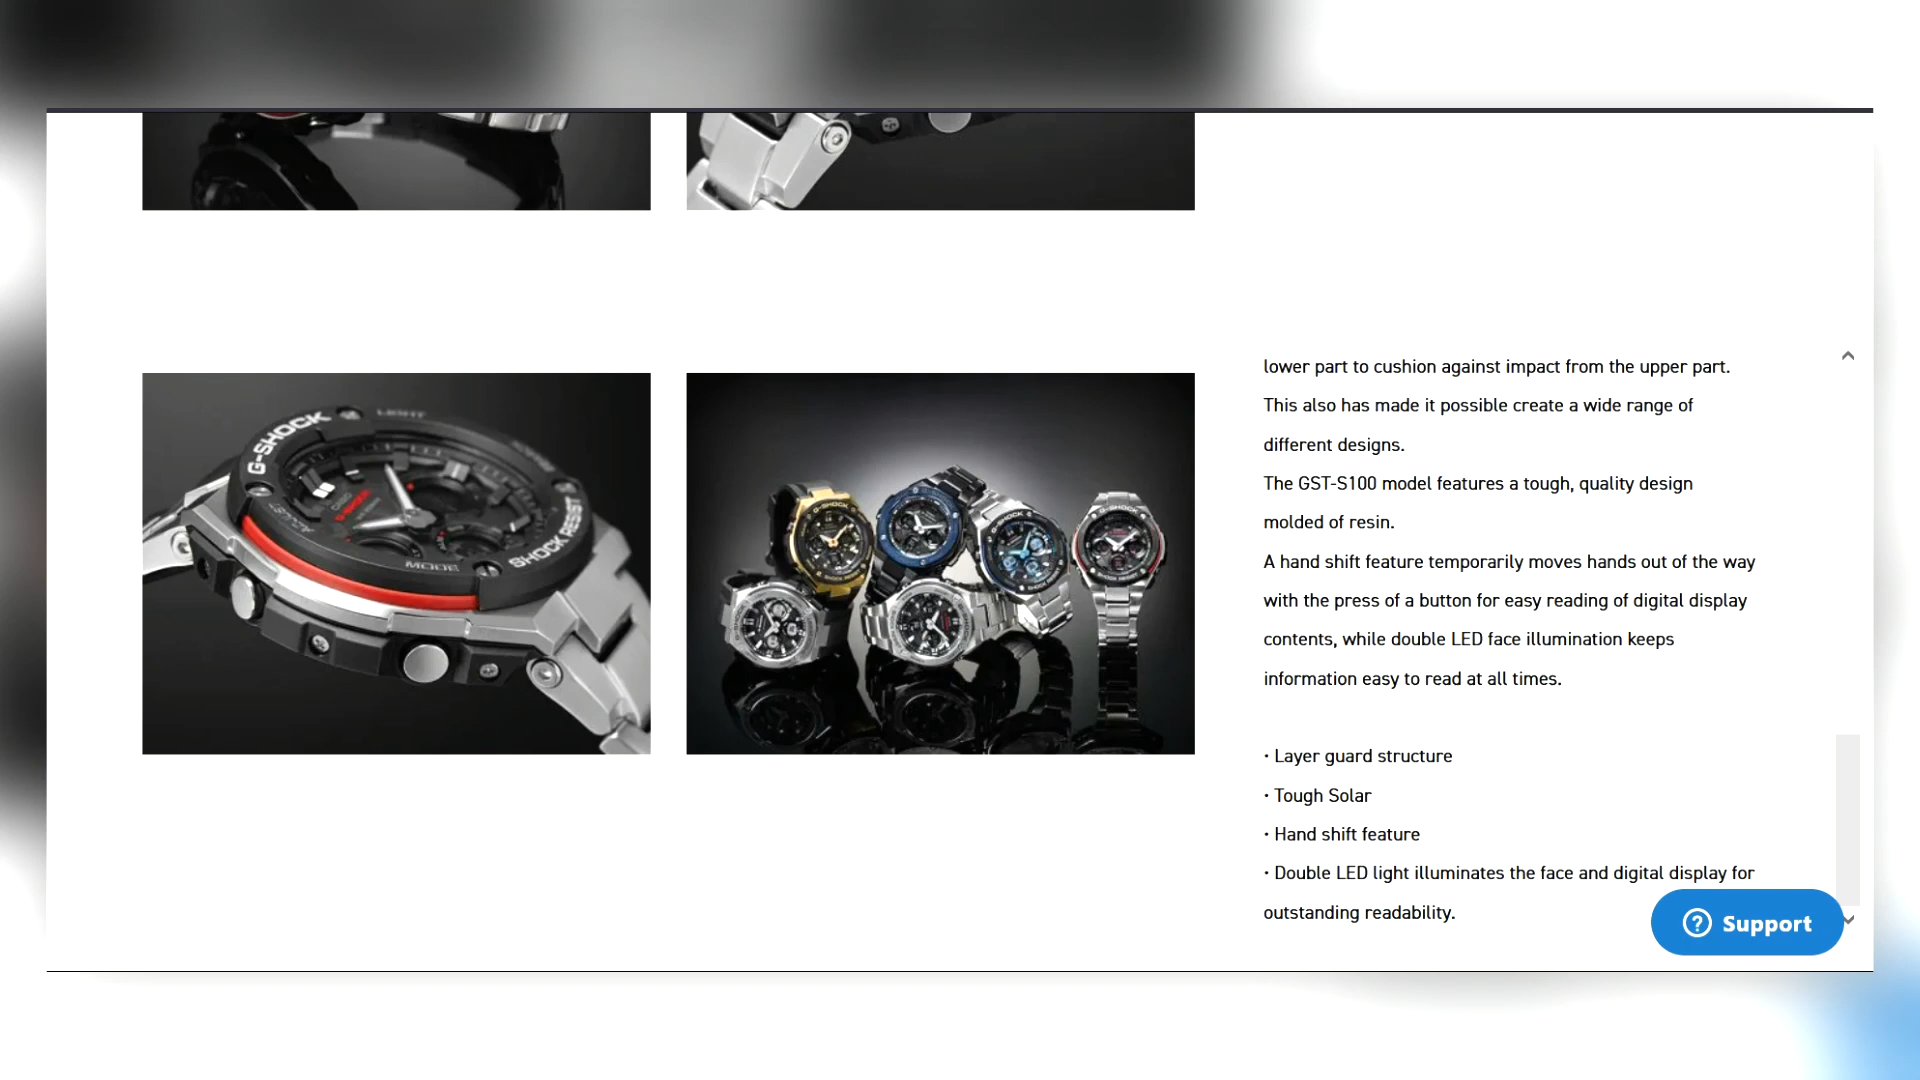 lower part to cushion against impact from the upper part.
This also has made it possible create a wide range of
different designs.
The GST-S100 model features a tough, quality design
molded of resin.
A hand shift feature temporarily moves hands out of the way
with the press of a button for easy reading of digital display
contents, while double LED face illumination keeps
information easy to read at all times.
· Layer guard structure
· Tough Solar
· Hand shift feature
· Double LED light illuminates the face and digital display for
outstanding readability.
Support
G-SHOCK
LIGHT
ADJUST
CASIO
G-SHOCK
MODE
SHOCK RESIST